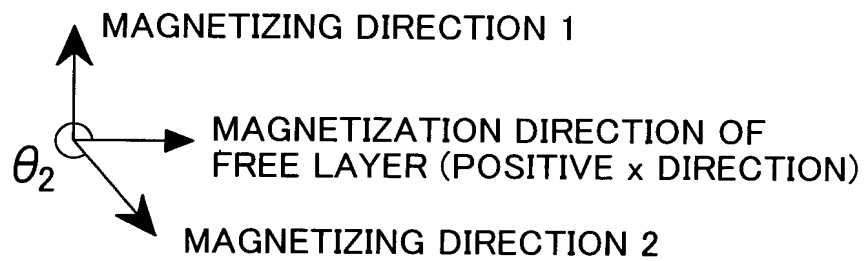 MAGNETIZING DIRECTION 1
MAGNETIZATION DIRECTION OF
FREE LAYER (POSITIVE x DIRECTION)
θ2
MAGNETIZING DIRECTION 2